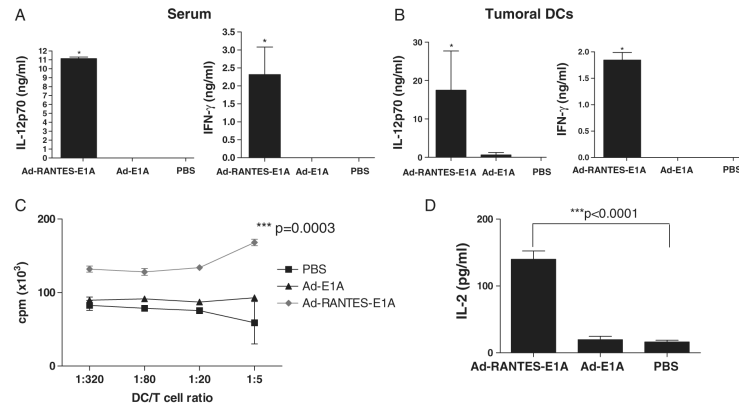 A
Serum
IL-12p70 (ng/ml)
11
10
9
8
7
6
5
4
3
2
1
0
*
Ad-RANTES-E1A
Ad-E1A
PBS
IFN-γ (ng/ml)
3.5
3.0
2.5
2.0
1.5
1.0
0.5
0.0
*
Ad-RANTES-E1A
Ad-E1A
PBS
B
Tumoral DCs
IL-12p70 (ng/ml)
40
30
20
10
0
*
Ad-RANTES-E1A
Ad-E1A
PBS
IFN-γ (ng/ml)
2.0
1.5
1.0
0.5
0.0
*
Ad-RANTES-E1A
Ad-E1A
PBS
C
cpm (x10³)
200
100
0
*** p=0.0003
PBS
Ad-E1A
Ad-RANTES-E1A
1:320
1:80
1:20
1:5
DC/T cell ratio
D
IL-2 (pg/ml)
200
100
0
***p<0.0001
Ad-RANTES-E1A
Ad-E1A
PBS